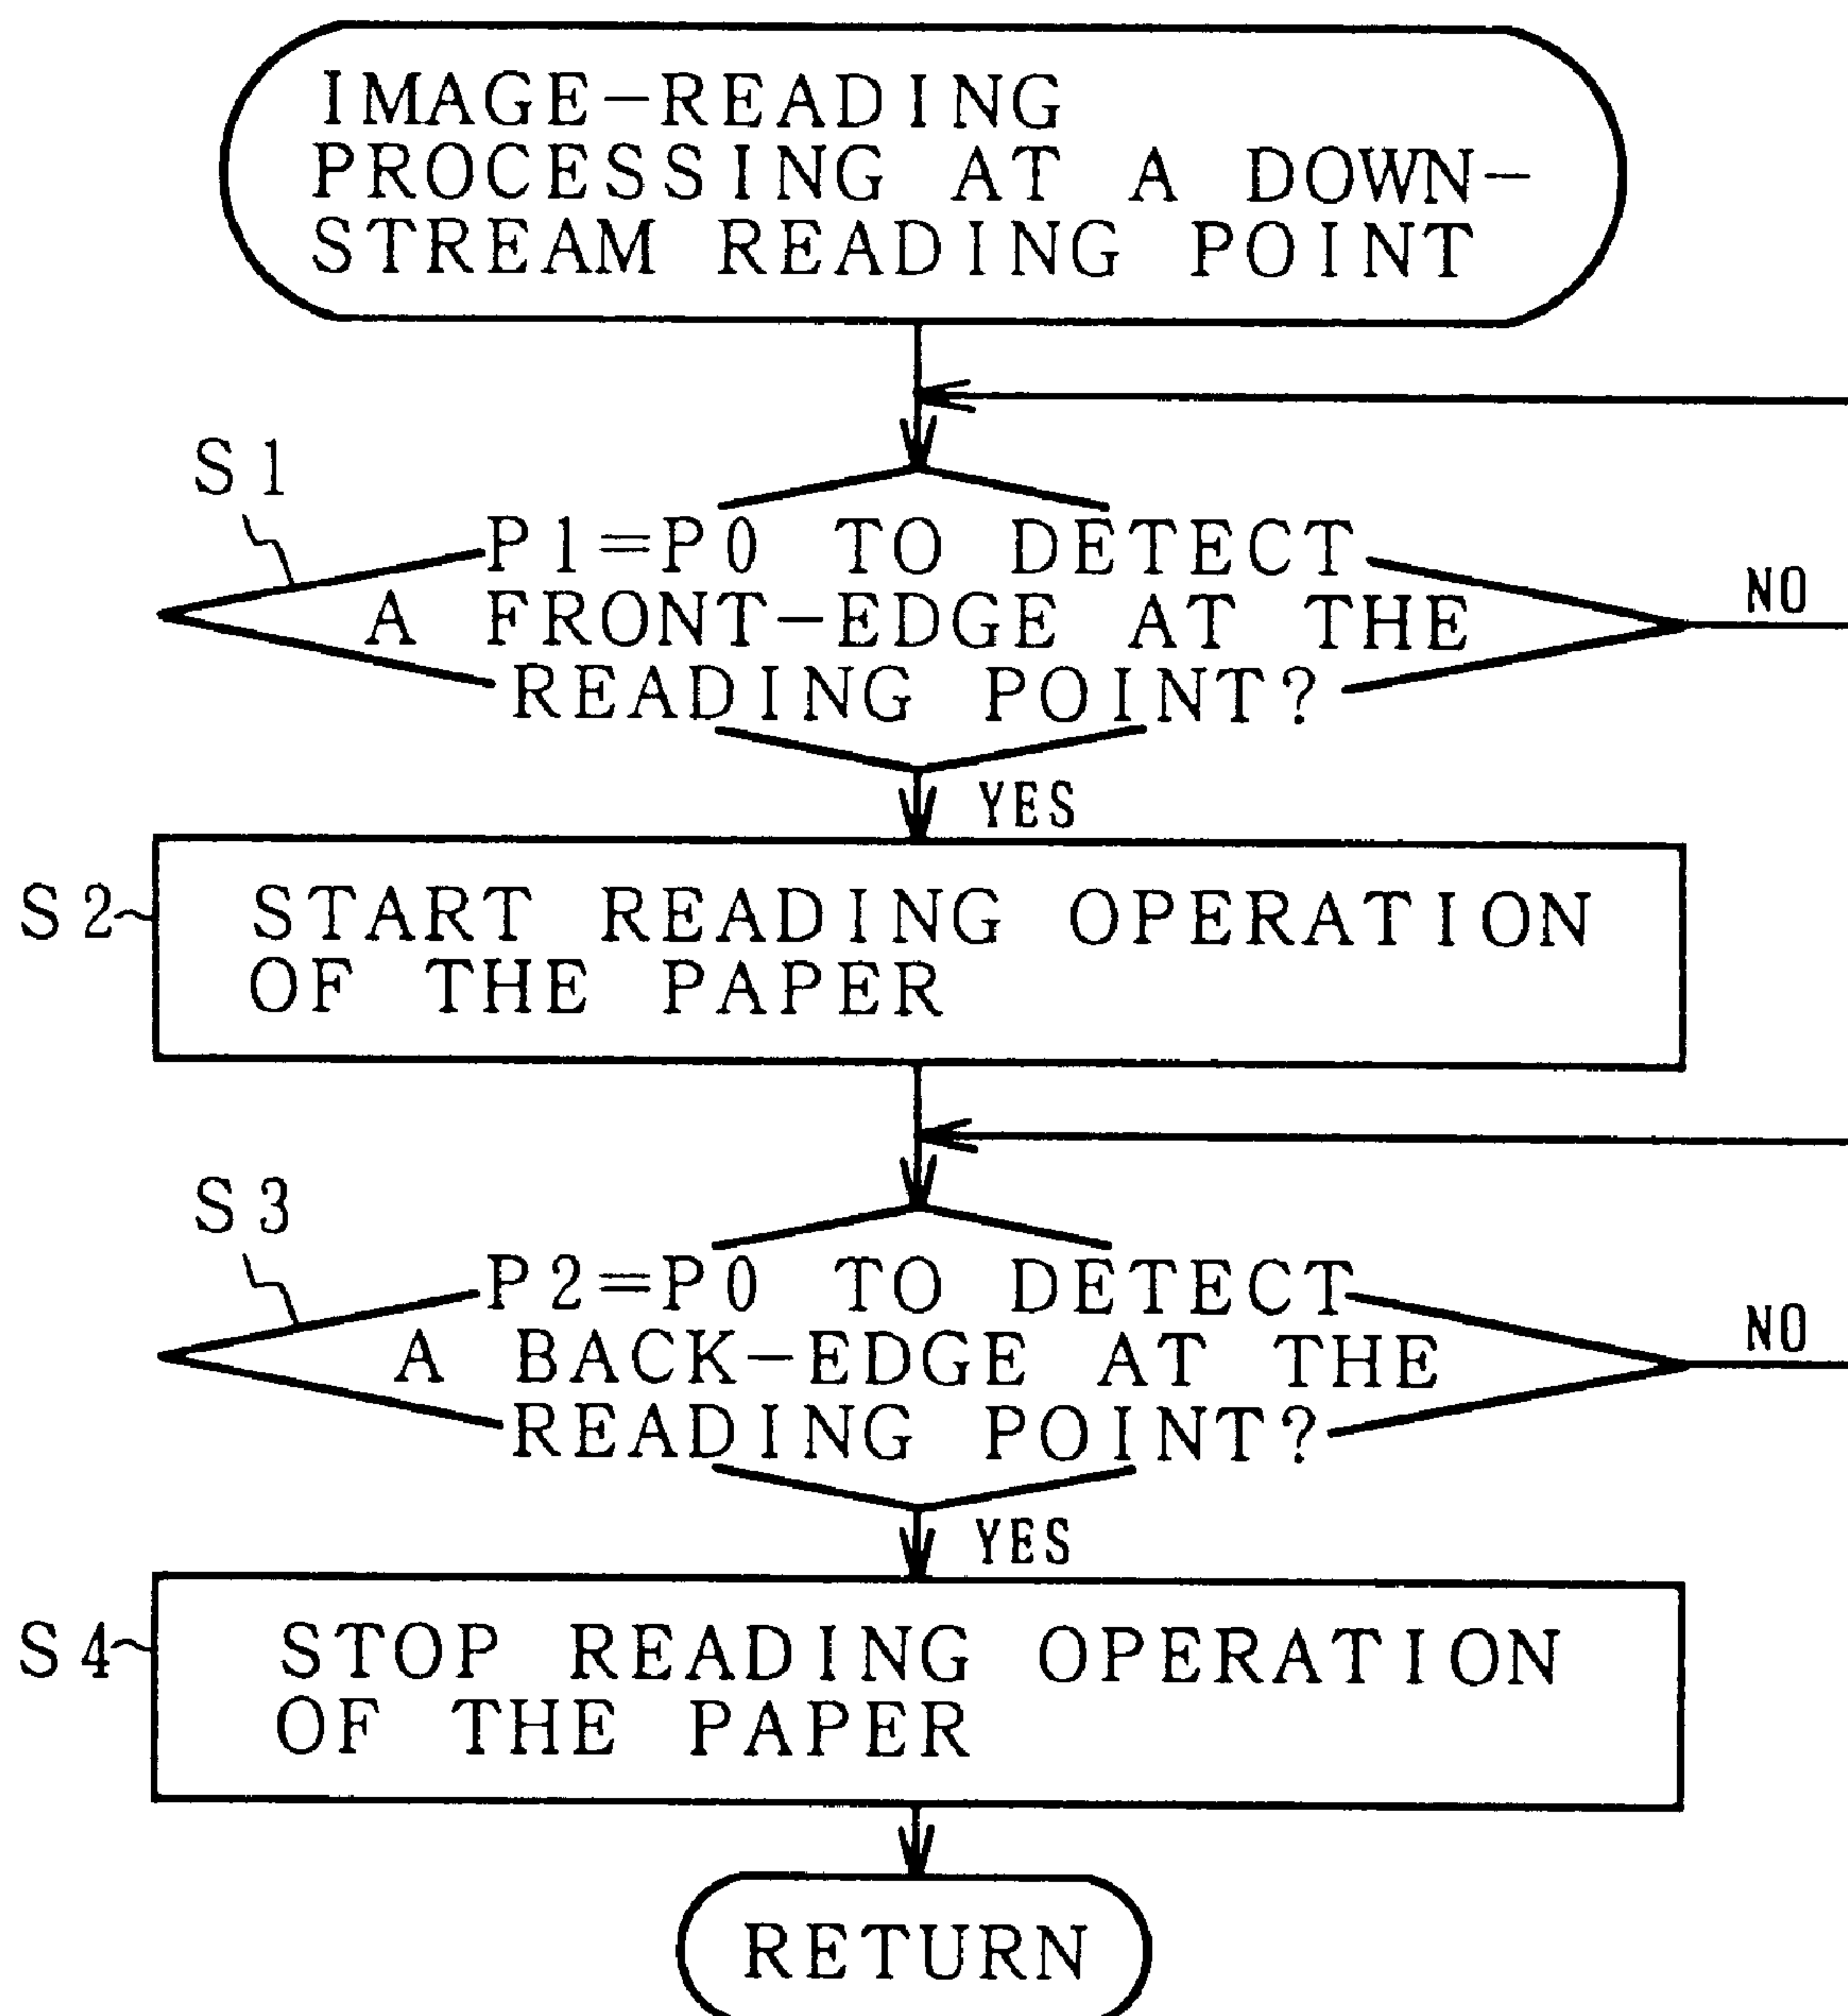 IMAGE-READING
PROCESSING AT A DOWN-
STREAM READING POINT
S1
P1=P0 TO DETECT
A FRONT-EDGE AT THE
READING POINT?
NO
YES
S2
START READING OPERATION
OF THE PAPER
S3
P2=P0 TO DETECT
A BACK-EDGE AT THE
READING POINT?
NO
YES
S4
STOP READING OPERATION
OF THE PAPER
RETURN